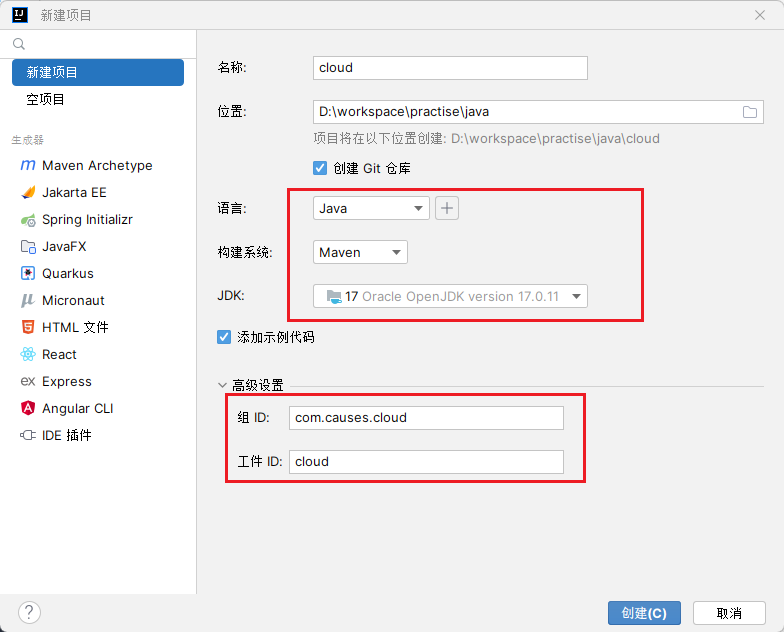 新建项目
新建项目
空项目
生成器
Maven Archetype
Jakarta EE
Spring Initializr
JavaFX
Quarkus
Micronaut
HTML 文件
React
Express
Angular CLI
IDE 插件
名称: cloud
位置: D:\workspace\practise\java
项目将在以下位置创建: D:\workspace\practise\java\cloud
创建 Git 仓库
语言: Java
构建系统: Maven
JDK: 17 Oracle OpenJDK version 17.0.11
添加示例代码
高级设置
组 ID: com.causes.cloud
工件 ID: cloud
? 创建(C) 取消